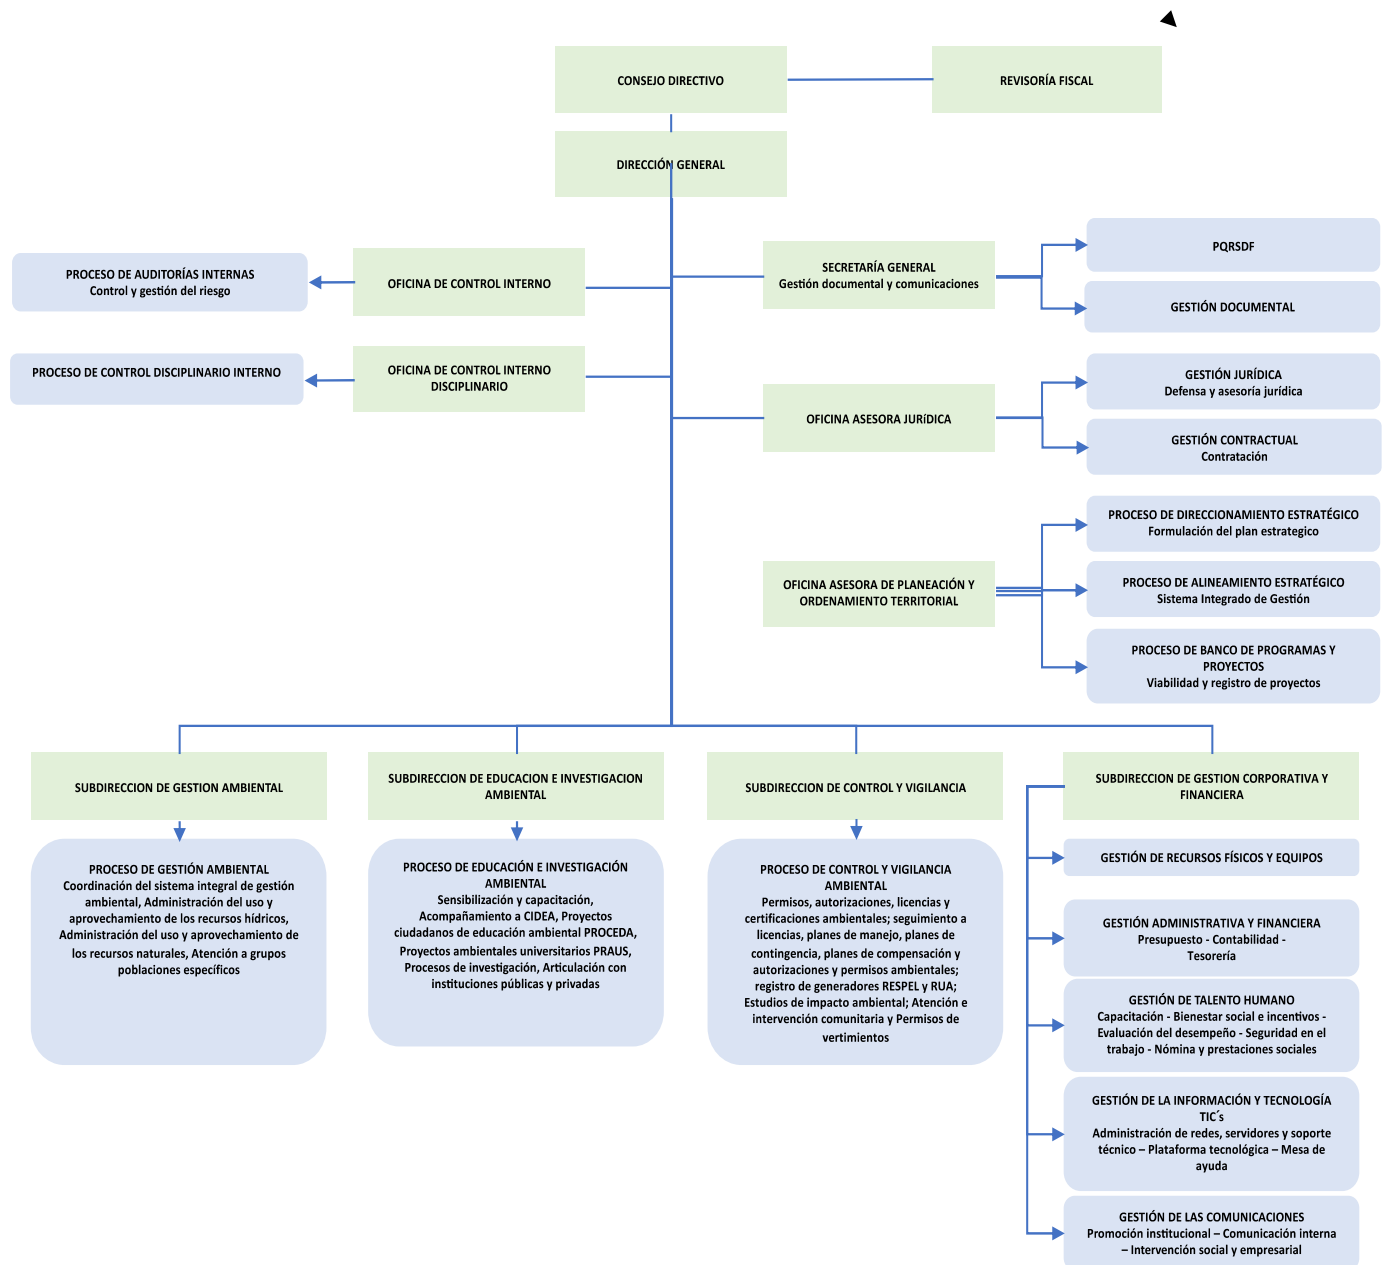 CONSEJO DIRECTIVO
REVISORÍA FISCAL
DIRECCIÓN GENERAL
PROCESO DE AUDITORÍAS INTERNAS
Control y gestión del riesgo
OFICINA DE CONTROL INTERNO
SECRETARÍA GENERAL
Gestión documental y comunicaciones
PQRSDF
GESTIÓN DOCUMENTAL
PROCESO DE CONTROL DISCIPLINARIO INTERNO
OFICINA DE CONTROL INTERNO
DISCIPLINARIO
OFICINA ASESORA JURÍDICA
GESTIÓN JURÍDICA
Defensa y asesoría jurídica
GESTIÓN CONTRACTUAL
Contratación
OFICINA ASESORA DE PLANEACIÓN Y
ORDENAMIENTO TERRITORIAL
PROCESO DE DIRECCIONAMIENTO ESTRATÉGICO
Formulación del plan estrategico
PROCESO DE ALINEAMIENTO ESTRATÉGICO
Sistema Integrado de Gestión
PROCESO DE BANCO DE PROGRAMAS Y
PROYECTOS
Viabilidad y registro de proyectos
SUBDIRECCION DE GESTION AMBIENTAL
SUBDIRECCION DE EDUCACION E INVESTIGACION
AMBIENTAL
SUBDIRECCION DE CONTROL Y VIGILANCIA
SUBDIRECCION DE GESTION CORPORATIVA Y
FINANCIERA
PROCESO DE GESTIÓN AMBIENTAL
Coordinación del sistema integral de gestión
ambiental, Administración del uso y
aprovechamiento de los recursos hídricos,
Administración del uso y aprovechamiento de
los recursos naturales, Atención a grupos
poblaciones específicos
PROCESO DE EDUCACIÓN E INVESTIGACIÓN
AMBIENTAL
Sensibilización y capacitación,
Acompañamiento a CIDEA, Proyectos
ciudadanos de educación ambiental PROCEDA,
Proyectos ambientales universitarios PRAUS,
Procesos de investigación, Articulación con
instituciones públicas y privadas
PROCESO DE CONTROL Y VIGILANCIA
AMBIENTAL
Permisos, autorizaciones, licencias y
certificaciones ambientales; seguimiento a
licencias, planes de manejo, planes de
contingencia, planes de compensación y
autorizaciones y permisos ambientales;
registro de generadores RESPEL y RUA;
Estudios de impacto ambiental; Atención e
intervención comunitaria y Permisos de
vertimientos
GESTIÓN DE RECURSOS FÍSICOS Y EQUIPOS
GESTIÓN ADMINISTRATIVA Y FINANCIERA
Presupuesto - Contabilidad -
Tesorería
GESTIÓN DE TALENTO HUMANO
Capacitación - Bienestar social e incentivos -
Evaluación del desempeño - Seguridad en el
trabajo - Nómina y prestaciones sociales
GESTIÓN DE LA INFORMACIÓN Y TECNOLOGÍA
TIC´s
Administración de redes, servidores y soporte
técnico – Plataforma tecnológica – Mesa de
ayuda
GESTIÓN DE LAS COMUNICACIONES
Promoción institucional – Comunicación interna
– Intervención social y empresarial